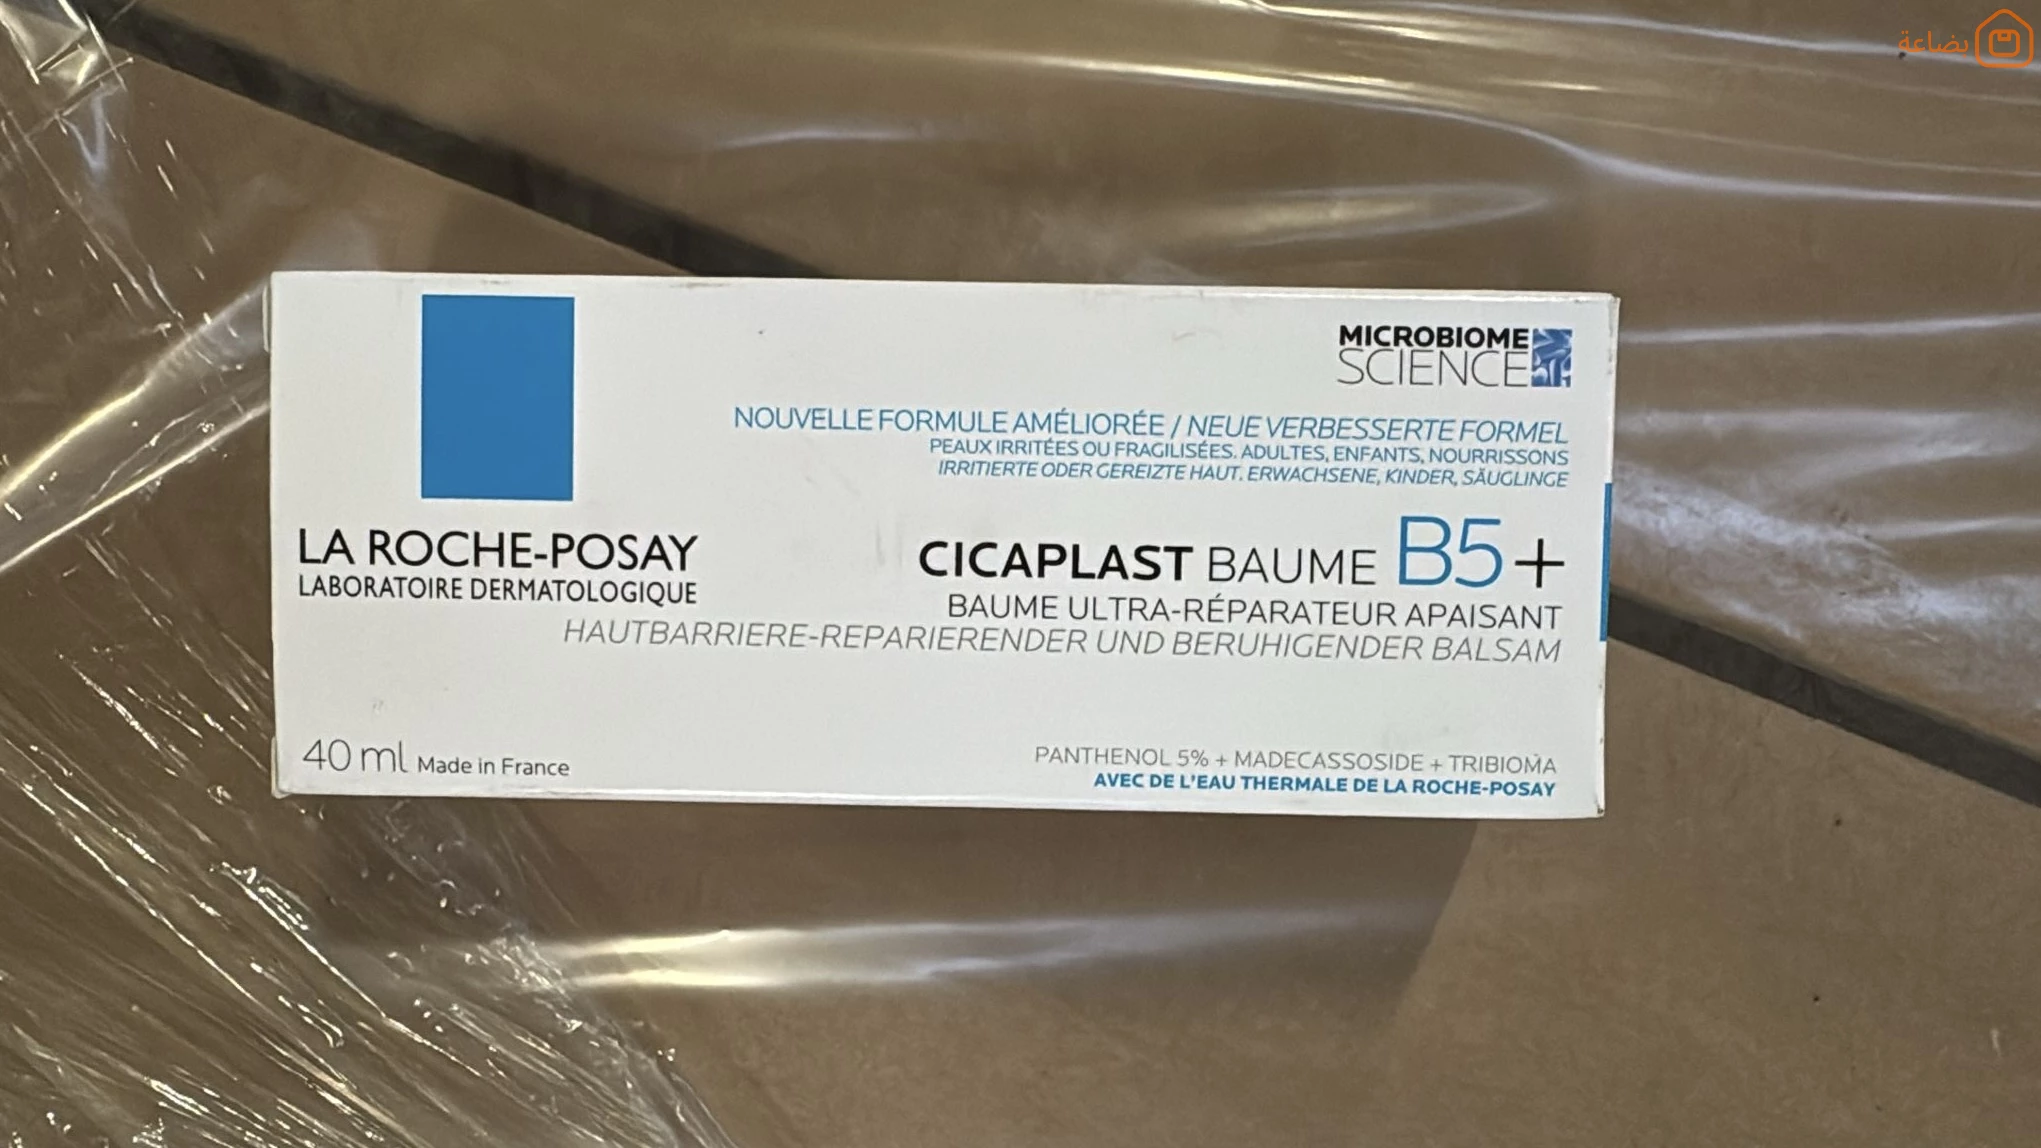 بضاعة
MICROBIOME
SCIENCE
NOUVELLE FORMULE AMÉLIORÉE / NEUE VERBESSERTE FORMEL
PEAUX IRRITÉES OU FRAGILISÉES. ADULTES, ENFANTS, NOURRISSONS
IRRITIERTE ODER GEREIZTE HAUT. ERWACHSENE, KINDER, SÄUGLINGE
LA ROCHE-POSAY
LABORATOIRE DERMATOLOGIQUE
CICAPLAST BAUME B5+
BAUME ULTRA-RÉPARATEUR APAISANT
HAUTBARRIERE-REPARIERENDER UND BERUHIGENDER BALSAM
40 ml Made in France
PANTHENOL 5% + MADECASSOSIDE + TRIBIOMA
AVEC DE L'EAU THERMALE DE LA ROCHE-POSAY